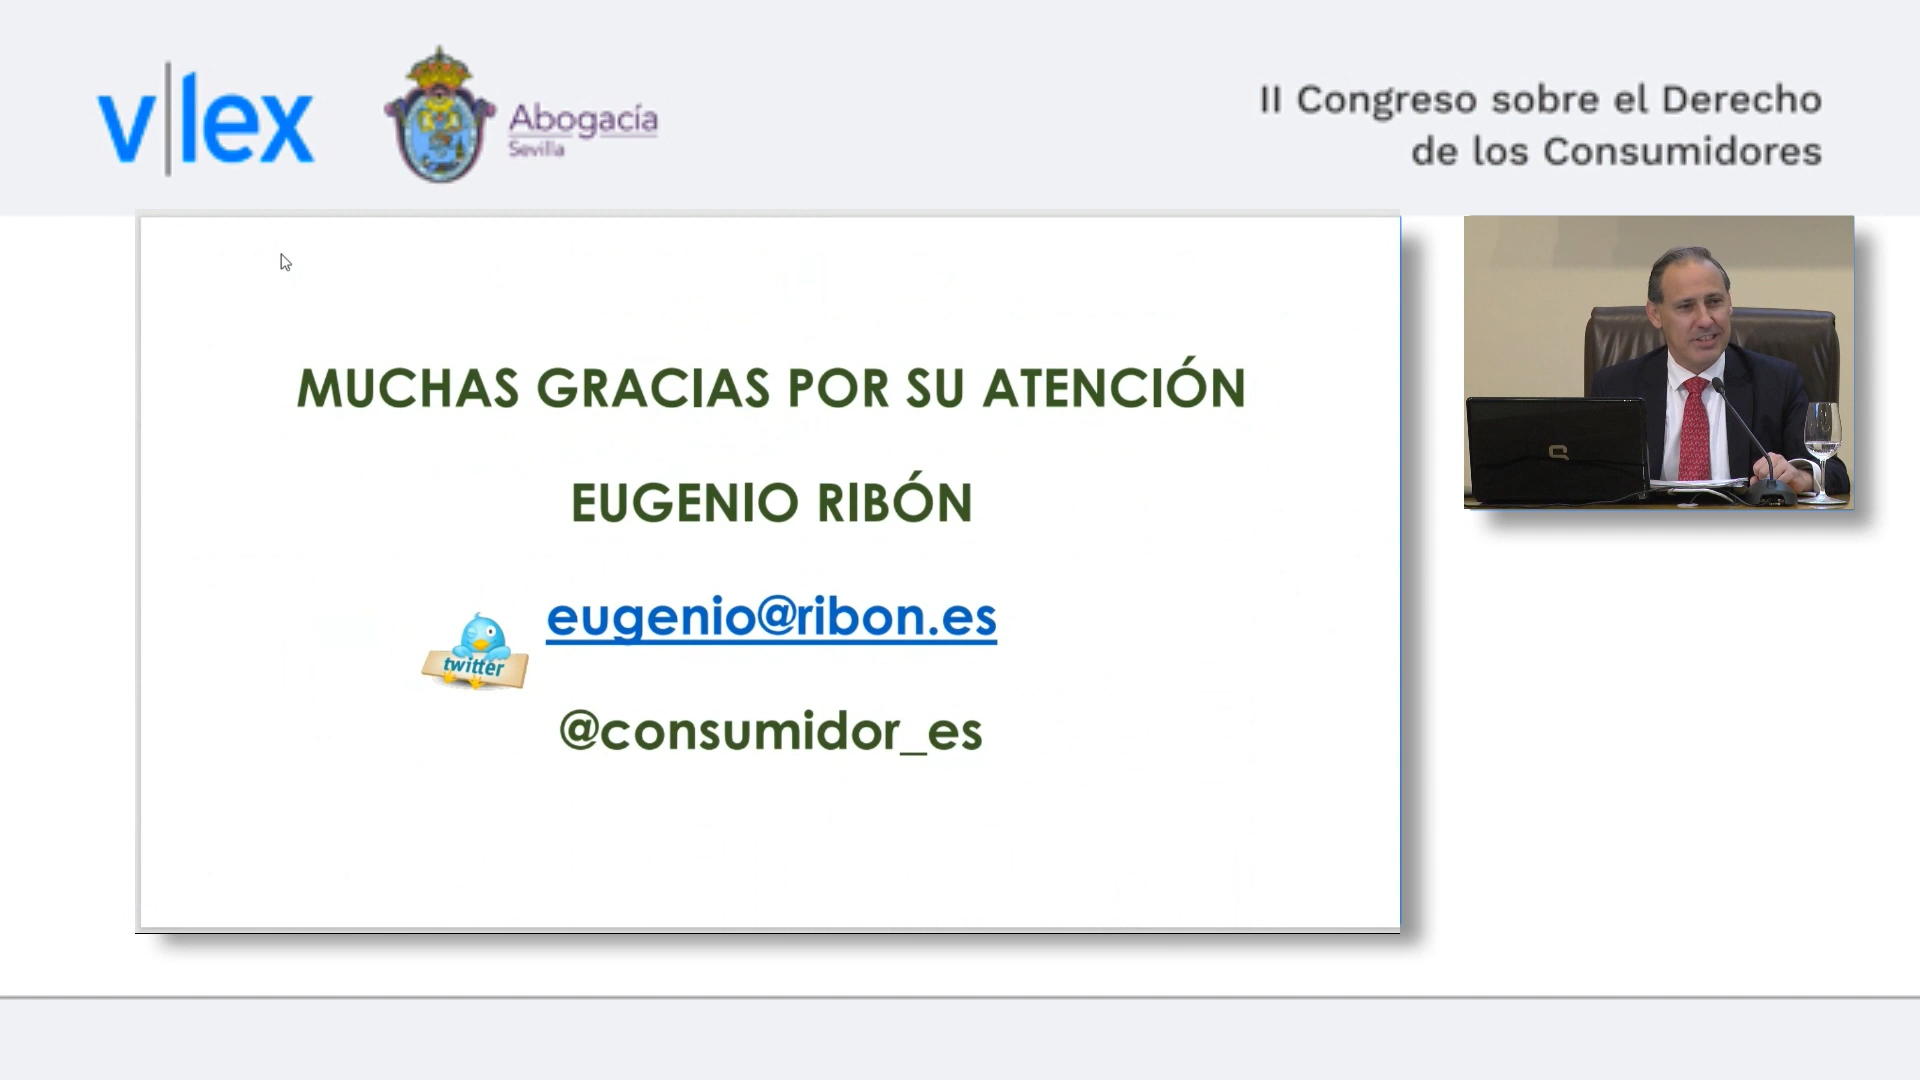 v|lex
Abogacía
Sevilla
II Congreso sobre el Derecho
de los Consumidores
MUCHAS GRACIAS POR SU ATENCIÓN
EUGENIO RIBÓN
eugenio@ribon.es
twitter
@consumidor_es